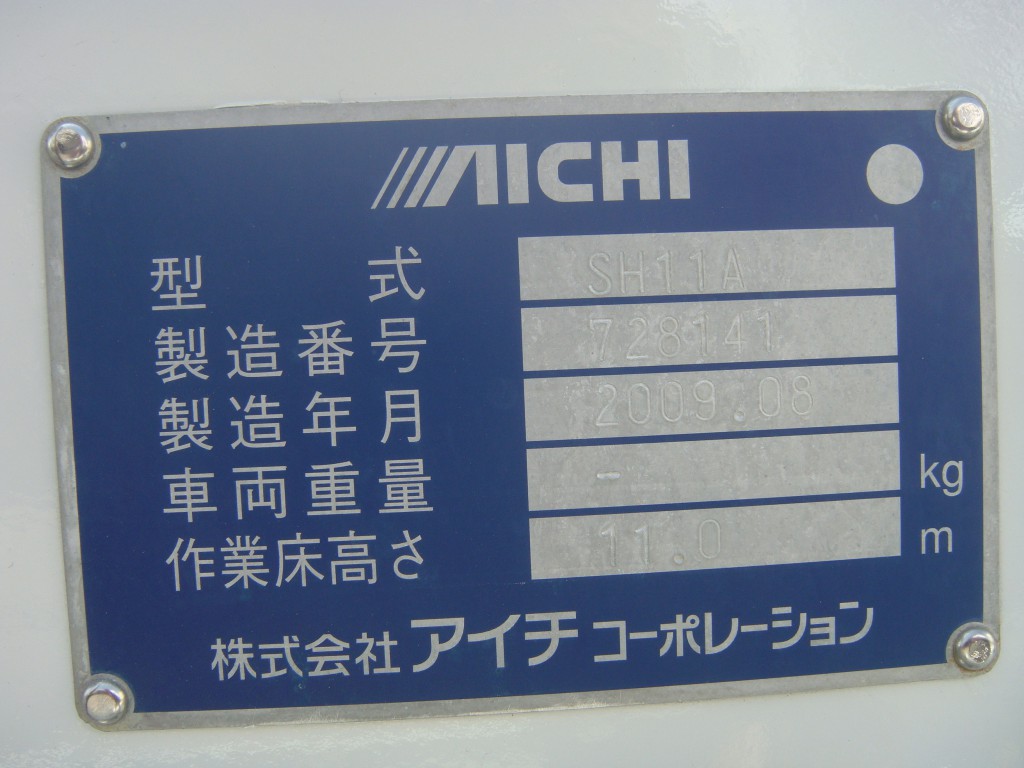 AICHI
型式 SH11A
製造番号 728141
製造年月 2009.08
車両重量 - kg
作業床高さ 11.0 m
株式会社アイチコーポレーション